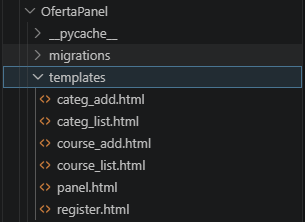 OfertaPanel
__pycache__
migrations
templates
categ_add.html
categ_list.html
course_add.html
course_list.html
panel.html
register.html